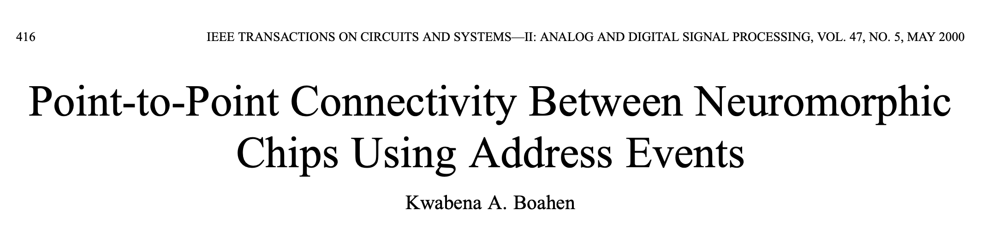 416 IEEE TRANSACTIONS ON CIRCUITS AND SYSTEMS—II: ANALOG AND DIGITAL SIGNAL PROCESSING, VOL. 47, NO. 5, MAY 2000
Point-to-Point Connectivity Between Neuromorphic
Chips Using Address Events
Kwabena A. Boahen